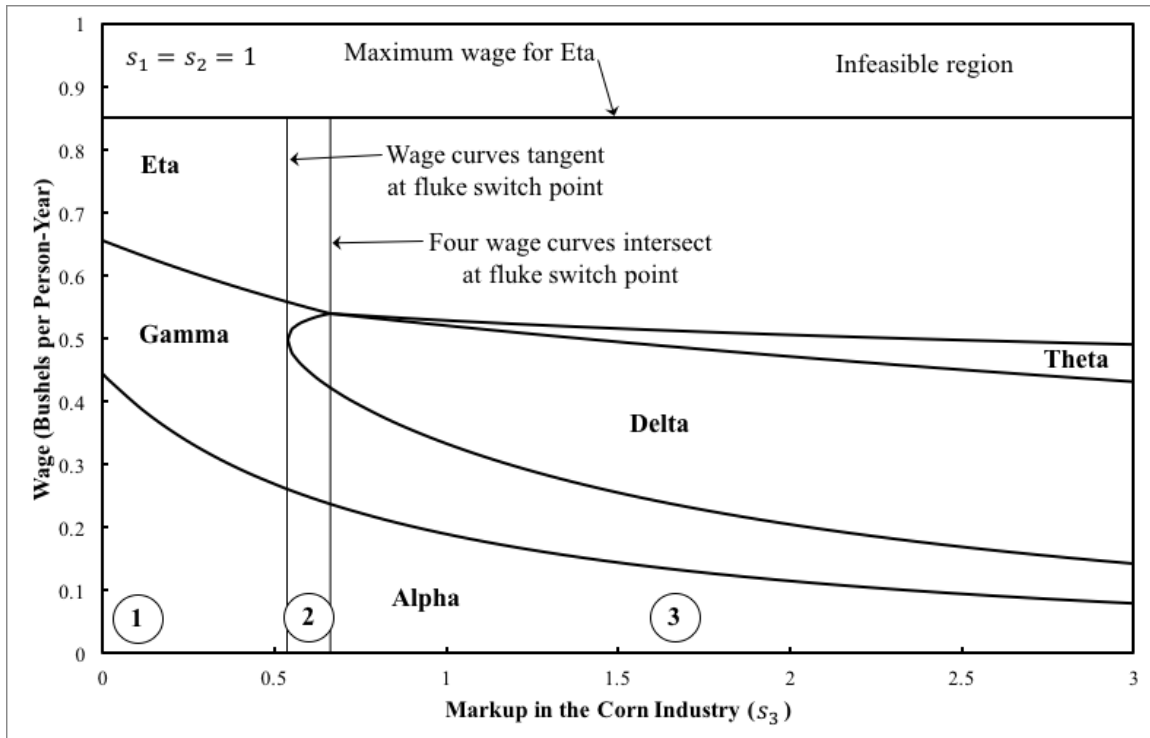 1
s₁ = s₂ = 1
Maximum wage for Eta
Infeasible region
0.9
0.8
Eta
Wage curves tangent
at fluke switch point
0.7
Four wage curves intersect
at fluke switch point
0.6
Gamma
0.5
Theta
0.4
Delta
0.3
0.2
0.1
Alpha
1
2
3
0
0
0.5
1
1.5
2
2.5
3
Wage (Bushels per Person-Year)
Markup in the Corn Industry (s₃)